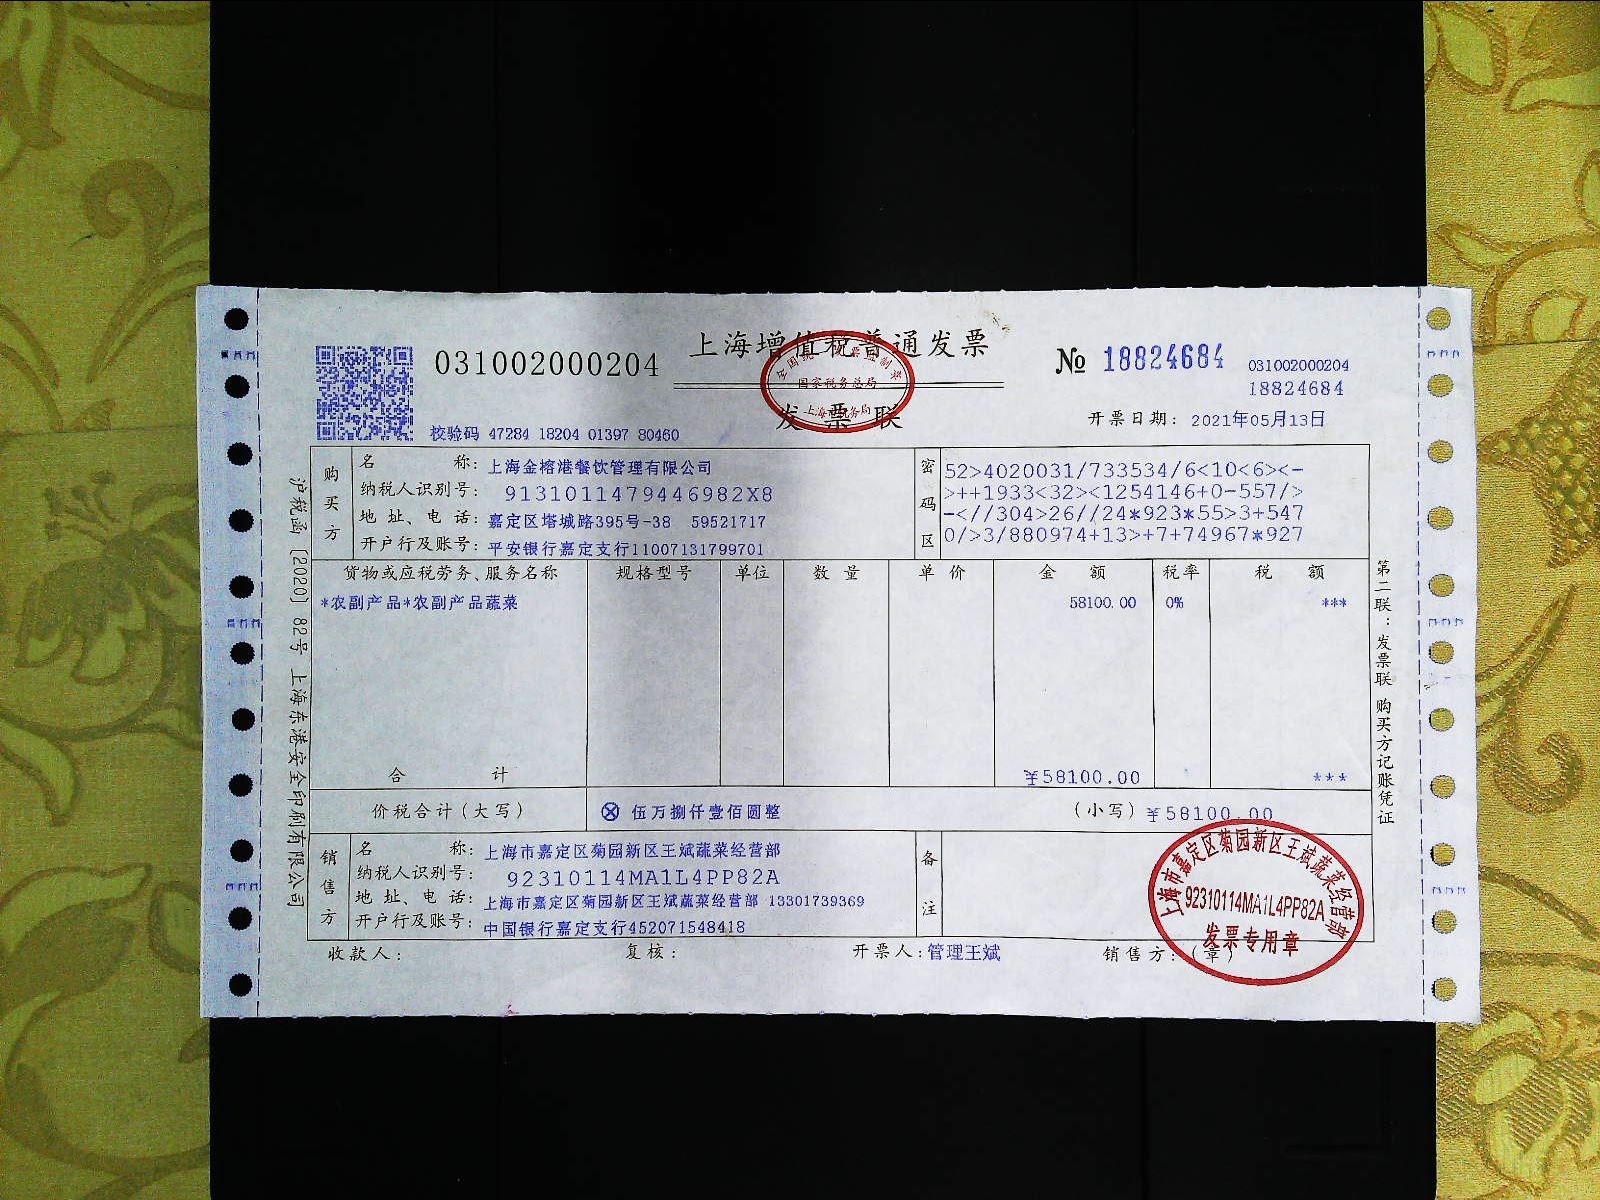 上海增值税普通发票
发票联
031002000204
№ 18824684
031002000204
18824684
校验码 47284 18204 01397 80460
开票日期: 2021年05月13日
国家税务总局
购买方
名 称: 上海金榕港餐饮管理有限公司
纳税人识别号: 9131011479446982X8
地 址、电 话: 嘉定区塔城路395号-38 59521717
开户行及账号: 平安银行嘉定支行11007131799701
密码区
52>4020031/733534/6<10<6><-
>++1933<32><1254146+0-557/>
-<//304>26//24*923*55>3+547
0/>3/880974+13>+7+74967*927
货物或应税劳务、服务名称 规格型号 单位 数 量 单 价 金 额 税率 税 额
*农副产品*农副产品蔬菜 58100.00 0% ***
合 计 ¥58100.00 ***
价税合计(大写) ⊗ 伍万捌仟壹佰圆整 (小写) ¥58100.00
销售方
名 称: 上海市嘉定区菊园新区王斌蔬菜经营部
纳税人识别号: 92310114MA1L4PP82A
地 址、电 话: 上海市嘉定区菊园新区王斌蔬菜经营部 13301739369
开户行及账号: 中国银行嘉定支行452071548418
备注
收款人: 复核: 开票人: 管理王斌 销售方: (章)
上海市嘉定区菊园新区王斌蔬菜经营部
92310114MA1L4PP82A
发票专用章
沪税函〔2020〕82号 上海东港安全印刷有限公司
第二联: 发票联 购买方记账凭证